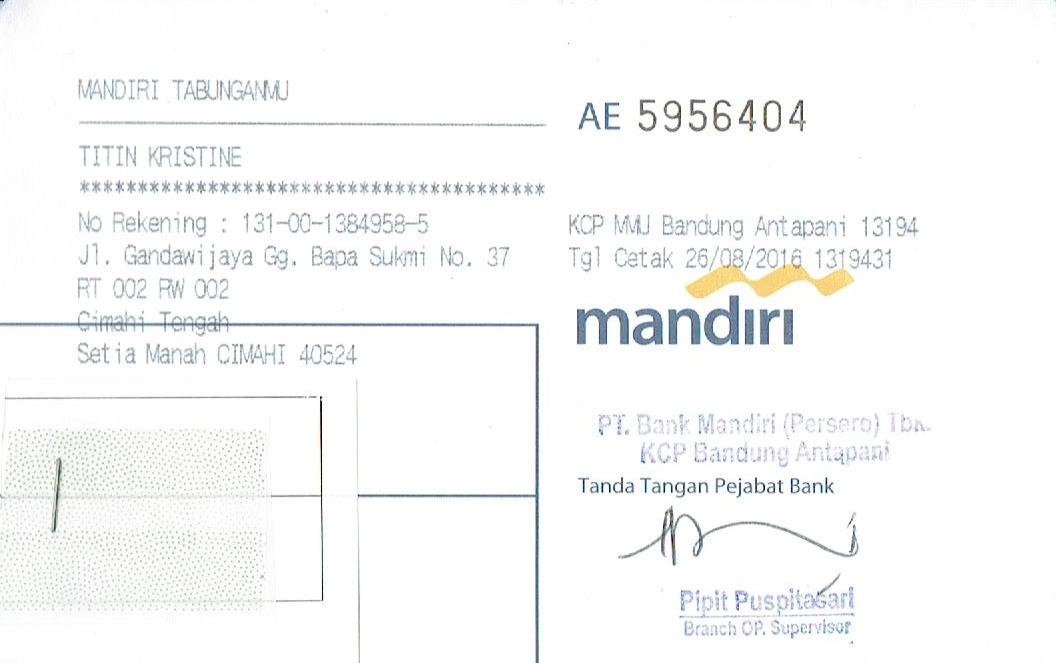 MANDIRI TABUNGANMU
AE 5956404
TITIN KRISTINE
****************************************
No Rekening : 131-00-1384958-5
Jl. Gandawijaya Gg. Bapa Sukmi No. 37
RT 002 RW 002
Cimahi Tengah
Setia Manah CIMAHI 40524
KCP MMU Bandung Antapani 13194
Tgl Cetak 26/08/2016 1319431
mandiri
PT. Bank Mandiri (Persero) Tbk.
KCP Bandung Antapani
Tanda Tangan Pejabat Bank
Pipit Puspitasari
Branch OP. Supervisor